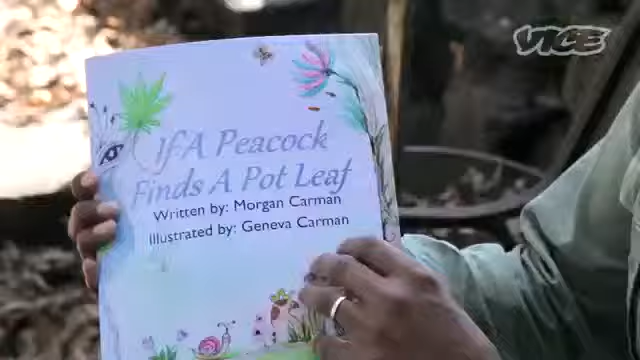 VICE
If A Peacock
Finds A Pot Leaf
Written by: Morgan Carman
Illustrated by: Geneva Carman